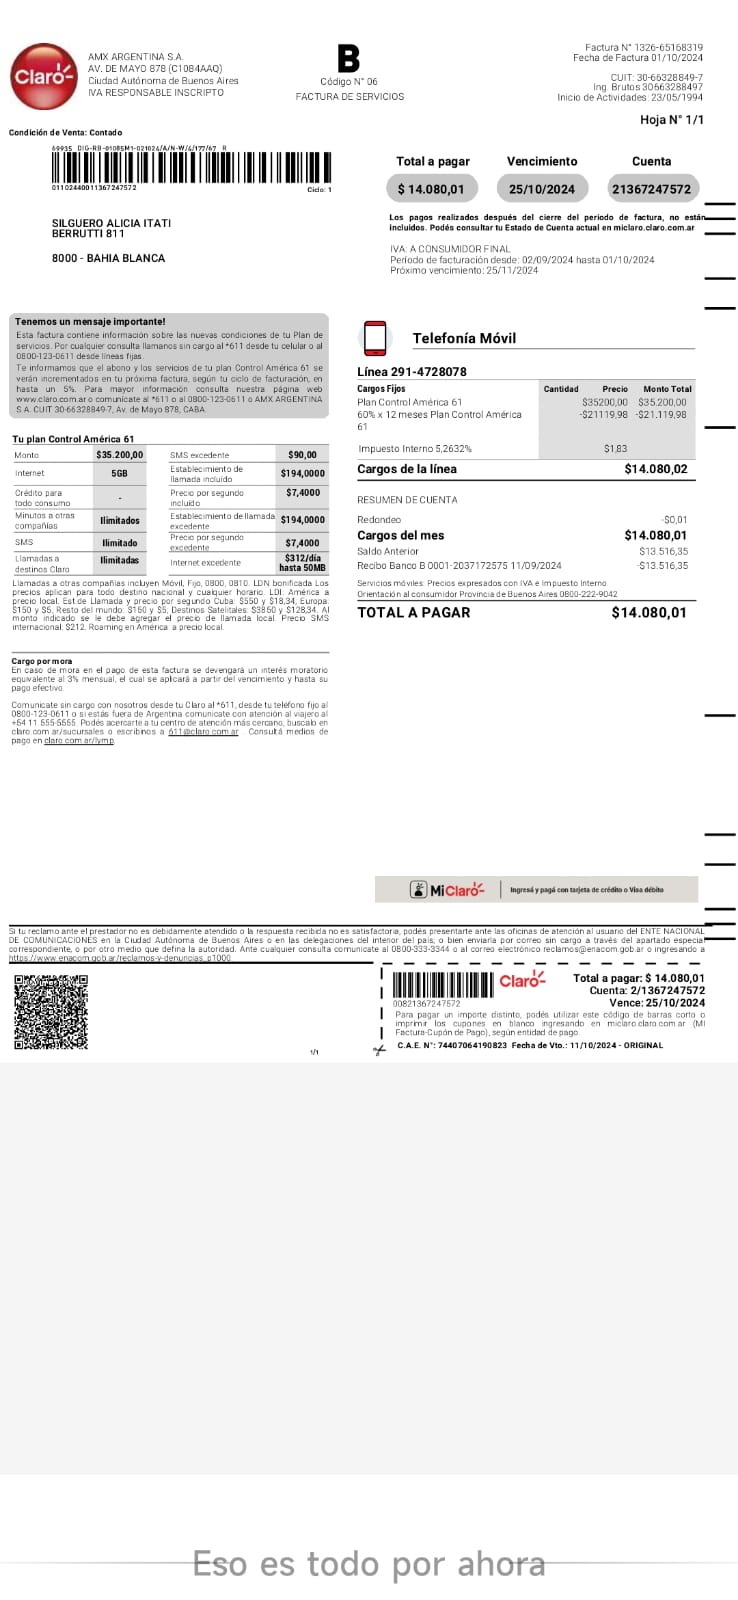 Claro
AMX ARGENTINA S.A.
AV. DE MAYO 878 (C1084AAQ)
Ciudad Autónoma de Buenos Aires
IVA RESPONSABLE INSCRIPTO
B
Código N° 06
FACTURA DE SERVICIOS
Factura N° 1326-65168319
Fecha de Factura 01/10/2024
CUIT: 30-66328849-7
Ing. Brutos 30663288497
Inicio de Actividades: 23/05/1994
Hoja N° 1/1
Condición de Venta: Contado
69935 DIG-RB-01085M1-021024/A/N-W/4/177/67 R
01102440011367247572
Ciclo: 1
SILGUERO ALICIA ITATI
BERRUTTI 811
8000 - BAHIA BLANCA
Total a pagar Vencimiento Cuenta
$ 14.080,01 25/10/2024 21367247572
Los pagos realizados después del cierre del periodo de factura, no están
incluidos. Podés consultar tu Estado de Cuenta actual en miclaro.claro.com.ar
IVA: A CONSUMIDOR FINAL
Período de facturación desde: 02/09/2024 hasta 01/10/2024
Próximo vencimiento: 25/11/2024
Tenemos un mensaje importante!
Esta factura contiene información sobre las nuevas condiciones de tu Plan de
servicios. Por cualquier consulta llamanos sin cargo al *611 desde tu celular o al
0800-123-0611 desde líneas fijas.
Te informamos que el abono y los servicios de tu plan Control América 61 se
verán incrementados en tu próxima factura, según tu ciclo de facturación, en
hasta un 5%. Para mayor información consulta nuestra página web
www.claro.com.ar o comunicate al *611 o al 0800-123-0611 o AMX ARGENTINA
S.A. CUIT 30-66328849-7, Av. de Mayo 878, CABA.
Tu plan Control América 61
Monto $35.200,00 SMS excedente $90,00
Internet 5GB Establecimiento de llamada incluído $194,0000
Crédito para todo consumo - Precio por segundo incluído $7,4000
Minutos a otras compañías Ilimitados Establecimiento de llamada excedente $194,0000
SMS Ilimitado Precio por segundo excedente $7,4000
Llamadas a destinos Claro Ilimitadas Internet excedente $312/día hasta 50MB
Llamadas a otras compañías incluyen Móvil, Fijo, 0800, 0810. LDN bonificada Los
precios aplican para todo destino nacional y cualquier horario. LDI: América a
precio local. Est.de Llamada y precio por segundo Cuba: $550 y $18,34; Europa:
$150 y $5, Resto del mundo: $160 y $5, Destinos Satelitales: $3850 y $128,34. Al
monto indicado se le debe agregar el precio de llamada local. Precio SMS
internacional: $212. Roaming en América a precio local.
Cargo por mora
En caso de mora en el pago de esta factura se devengará un interés moratorio
equivalente al 3% mensual, el cual se aplicará a partir del vencimiento y hasta su
pago efectivo.
Comunicate sin cargo con nosotros desde tu Claro al *611, desde tu teléfono fijo al
0800-123-0611 o si estás fuera de Argentina comunicate con atención al viajero al
+54 11 555-5555. Podés acercarte a tu centro de atención más cercano, buscalo en
claro.com.ar/sucursales o escribinos a 611@claro.com.ar . Consultá medios de
pago en claro.com.ar/lymp.
Telefonía Móvil
Línea 291-4728078
Cargos Fijos Cantidad Precio Monto Total
Plan Control América 61 $35200,00 $35.200,00
60% x 12 meses Plan Control América -$21119,98 -$21.119,98
61
Impuesto Interno 5,2632% $1,83
Cargos de la línea $14.080,02
RESUMEN DE CUENTA
Redondeo -$0,01
Cargos del mes $14.080,01
Saldo Anterior $13.516,35
Recibo Banco B 0001-2037172575 11/09/2024 -$13.516,35
Servicios móviles: Precios expresados con IVA e Impuesto Interno
Orientación al consumidor Provincia de Buenos Aires 0800-222-9042
TOTAL A PAGAR $14.080,01
MiClaro Ingresá y pagá con tarjeta de crédito o Visa débito
Si tu reclamo ante el prestador no es debidamente atendido o la respuesta recibida no es satisfactoria, podés presentarte ante las oficinas de atención al usuario del ENTE NACIONAL
DE COMUNICACIONES en la Ciudad Autónoma de Buenos Aires o en las delegaciones del interior del país; o bien enviarla por correo sin cargo a través del apartado especial
correspondiente, o por otro medio que defina la autoridad. Ante cualquier consulta comunicate al 0800-333-3344 o al correo electrónico reclamos@enacom.gob.ar o ingresando a
https://www.enacom.gob.ar/reclamos-y-denuncias_p1000
Claro
00821367247572
Total a pagar: $ 14.080,01
Cuenta: 2/1367247572
Vence: 25/10/2024
Para pagar un importe distinto, podés utilizar este código de barras corto o
imprimir los cupones en blanco ingresando en miclaro.claro.com.ar (MI
Factura-Cupón de Pago), según entidad de pago.
C.A.E. N°: 74407064190823 Fecha de Vto.: 11/10/2024 - ORIGINAL
1/1
Eso es todo por ahora